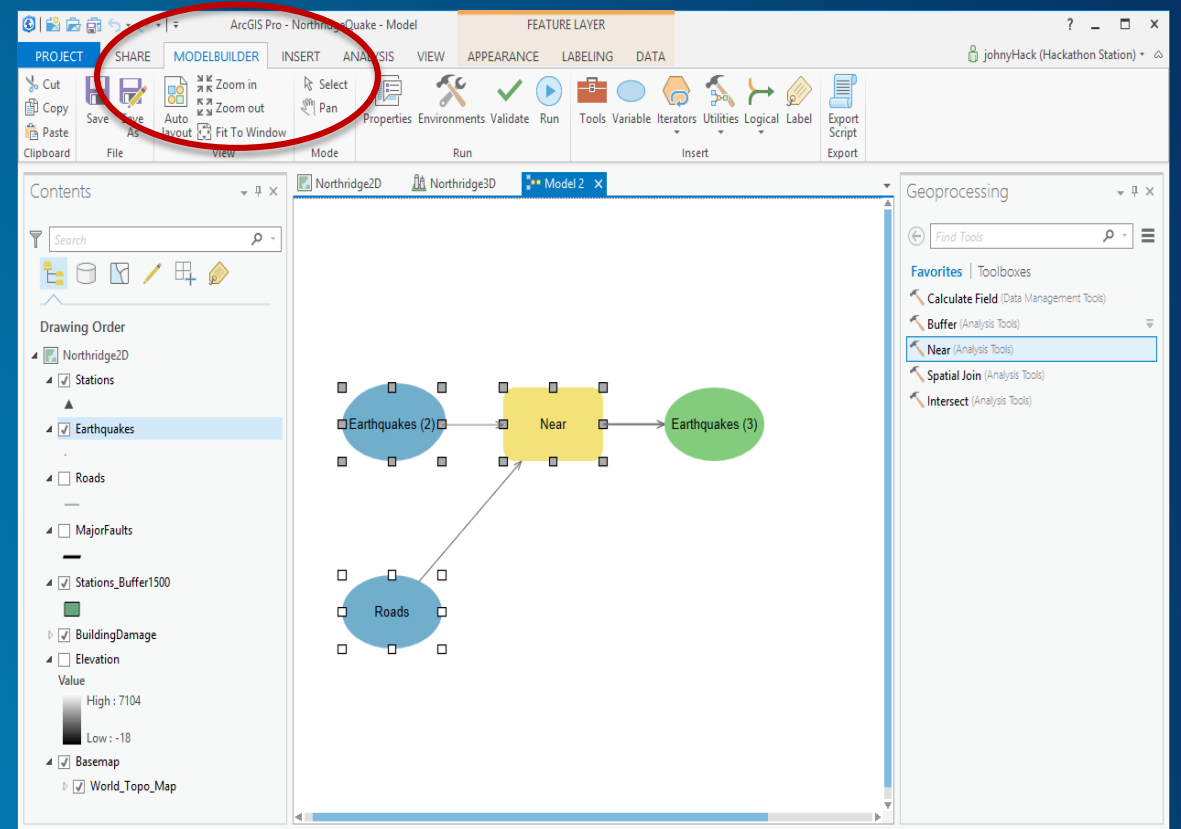 ArcGIS Pro - NorthridgeQuake - Model
FEATURE LAYER
?
PROJECT SHARE MODELBUILDER INSERT ANALYSIS VIEW APPEARANCE LABELING DATA
johnyHack (Hackathon Station)
Cut
Copy
Paste
Clipboard
Save
Save As
File
Auto layout
Zoom in
Zoom out
Fit To Window
View
Select
Pan
Mode
Properties Environments Validate Run
Run
Tools Variable Iterators Utilities Logical Label
Insert
Export
Script
Export
Contents
Search
Drawing Order
Northridge2D
Stations
Earthquakes
Roads
MajorFaults
Stations_Buffer1500
BuildingDamage
Elevation
Value
High : 7104
Low : -18
Basemap
World_Topo_Map
Northridge2D Northridge3D Model 2
Earthquakes (2)
Near
Earthquakes (3)
Roads
Geoprocessing
Find Tools
Favorites | Toolboxes
Calculate Field (Data Management Tools)
Buffer (Analysis Tools)
Near (Analysis Tools)
Spatial Join (Analysis Tools)
Intersect (Analysis Tools)